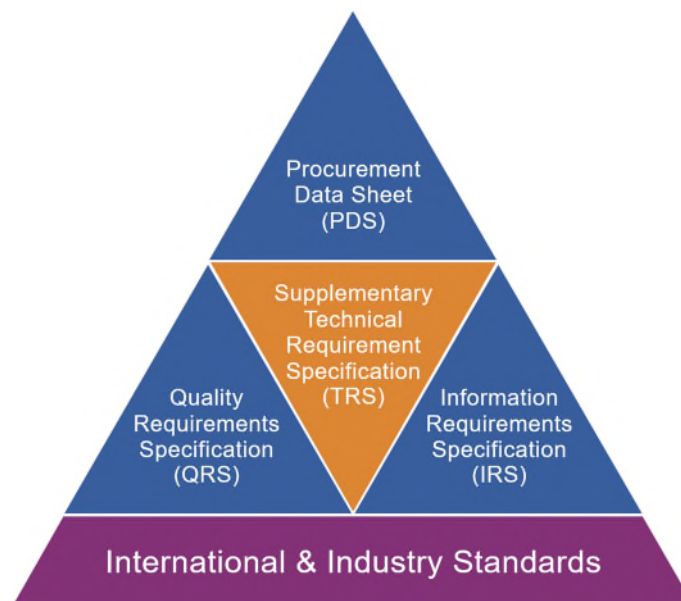 Procurement
Data Sheet
(PDS)
Supplementary
Technical
Requirement
Specification
(TRS)
Quality
Requirements
Specification
(QRS)
Information
Requirements
Specification
(IRS)
International & Industry Standards